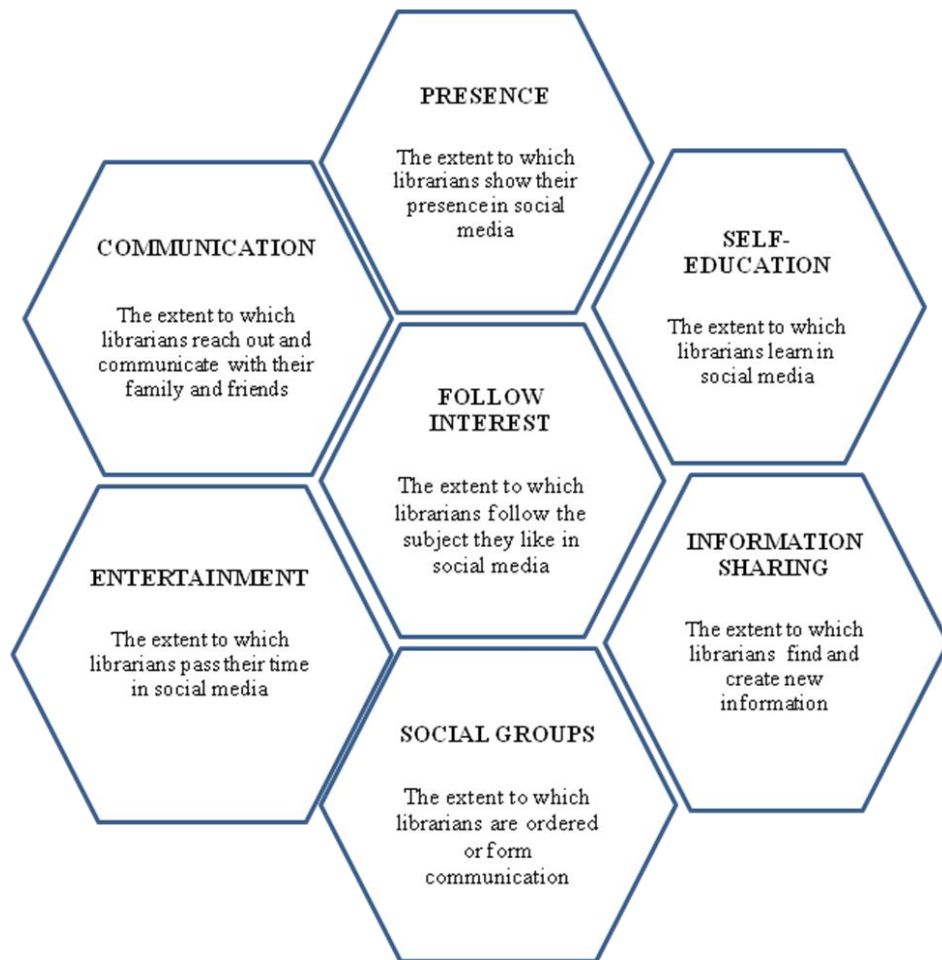 PRESENCE
The extent to which
librarians show their
presence in social
media
COMMUNICATION
The extent to which
librarians reach out and
communicate with their
family and friends
SELF-
EDUCATION
The extent to which
librarians learn in
social media
FOLLOW
INTEREST
The extent to which
librarians follow the
subject they like in
social media
ENTERTAINMENT
The extent to which
librarians pass their time
in social media
INFORMATION
SHARING
The extent to which
librarians find and
create new
information
SOCIAL GROUPS
The extent to which
librarians are ordered
or form
communication